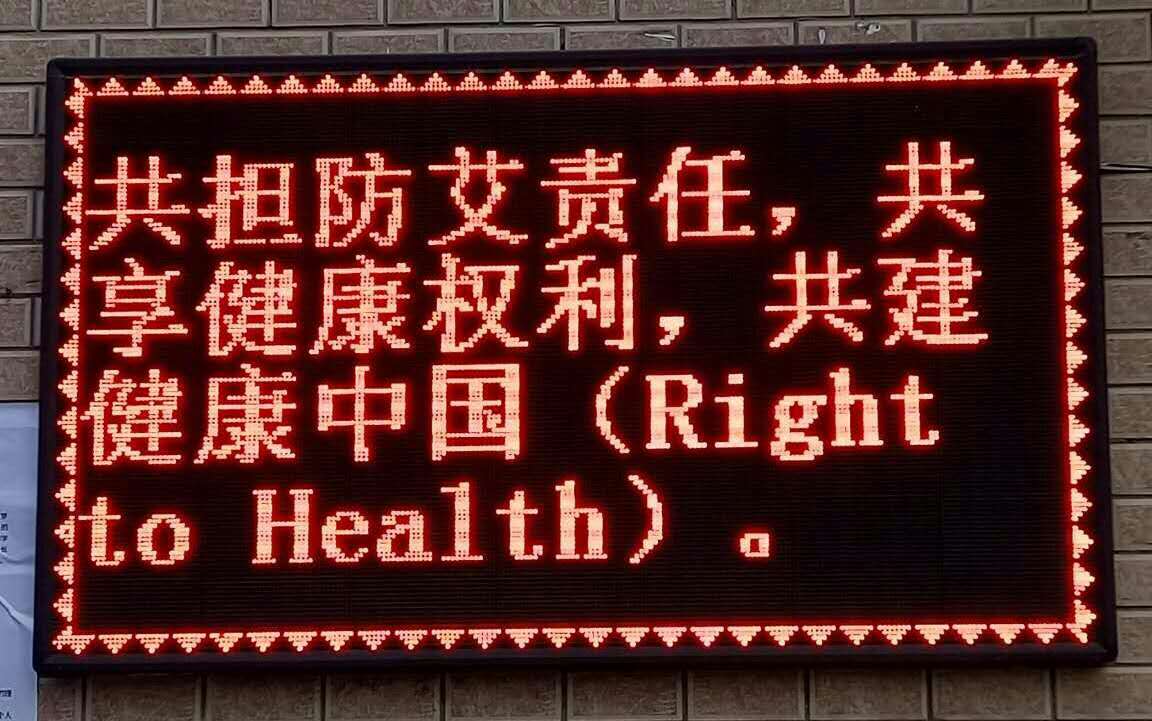 共担防艾责任，共
享健康权利，共建
健康中国（Right
to Health）。